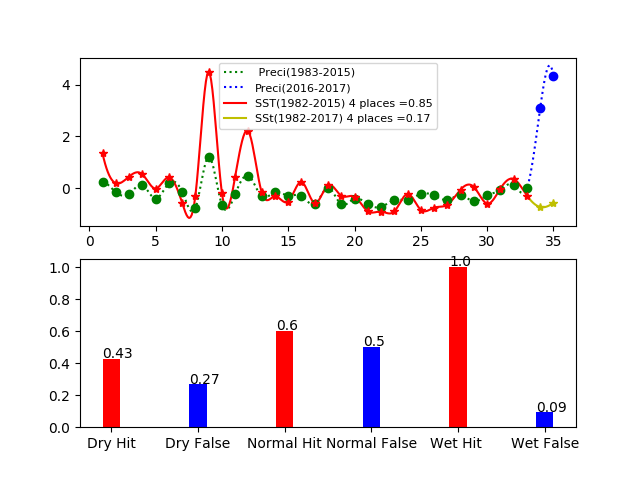 4
2
0
Preci(1983-2015)
Preci(2016-2017)
SST(1982-2015) 4 places =0.85
SSt(1982-2017) 4 places =0.17
0 5 10 15 20 25 30 35
1.0
0.8
0.6
0.4
0.2
0.0
0.43
0.27
0.6
0.5
1.0
0.09
Dry Hit Dry False Normal Hit Normal False Wet Hit Wet False